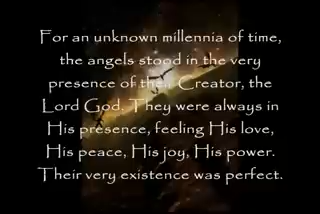 For an unknown millennia of time,
the angels stood in the very
presence of their Creator, the
Lord God. They were always in
His presence, feeling His love,
His peace, His joy, His power.
Their very existence was perfect.